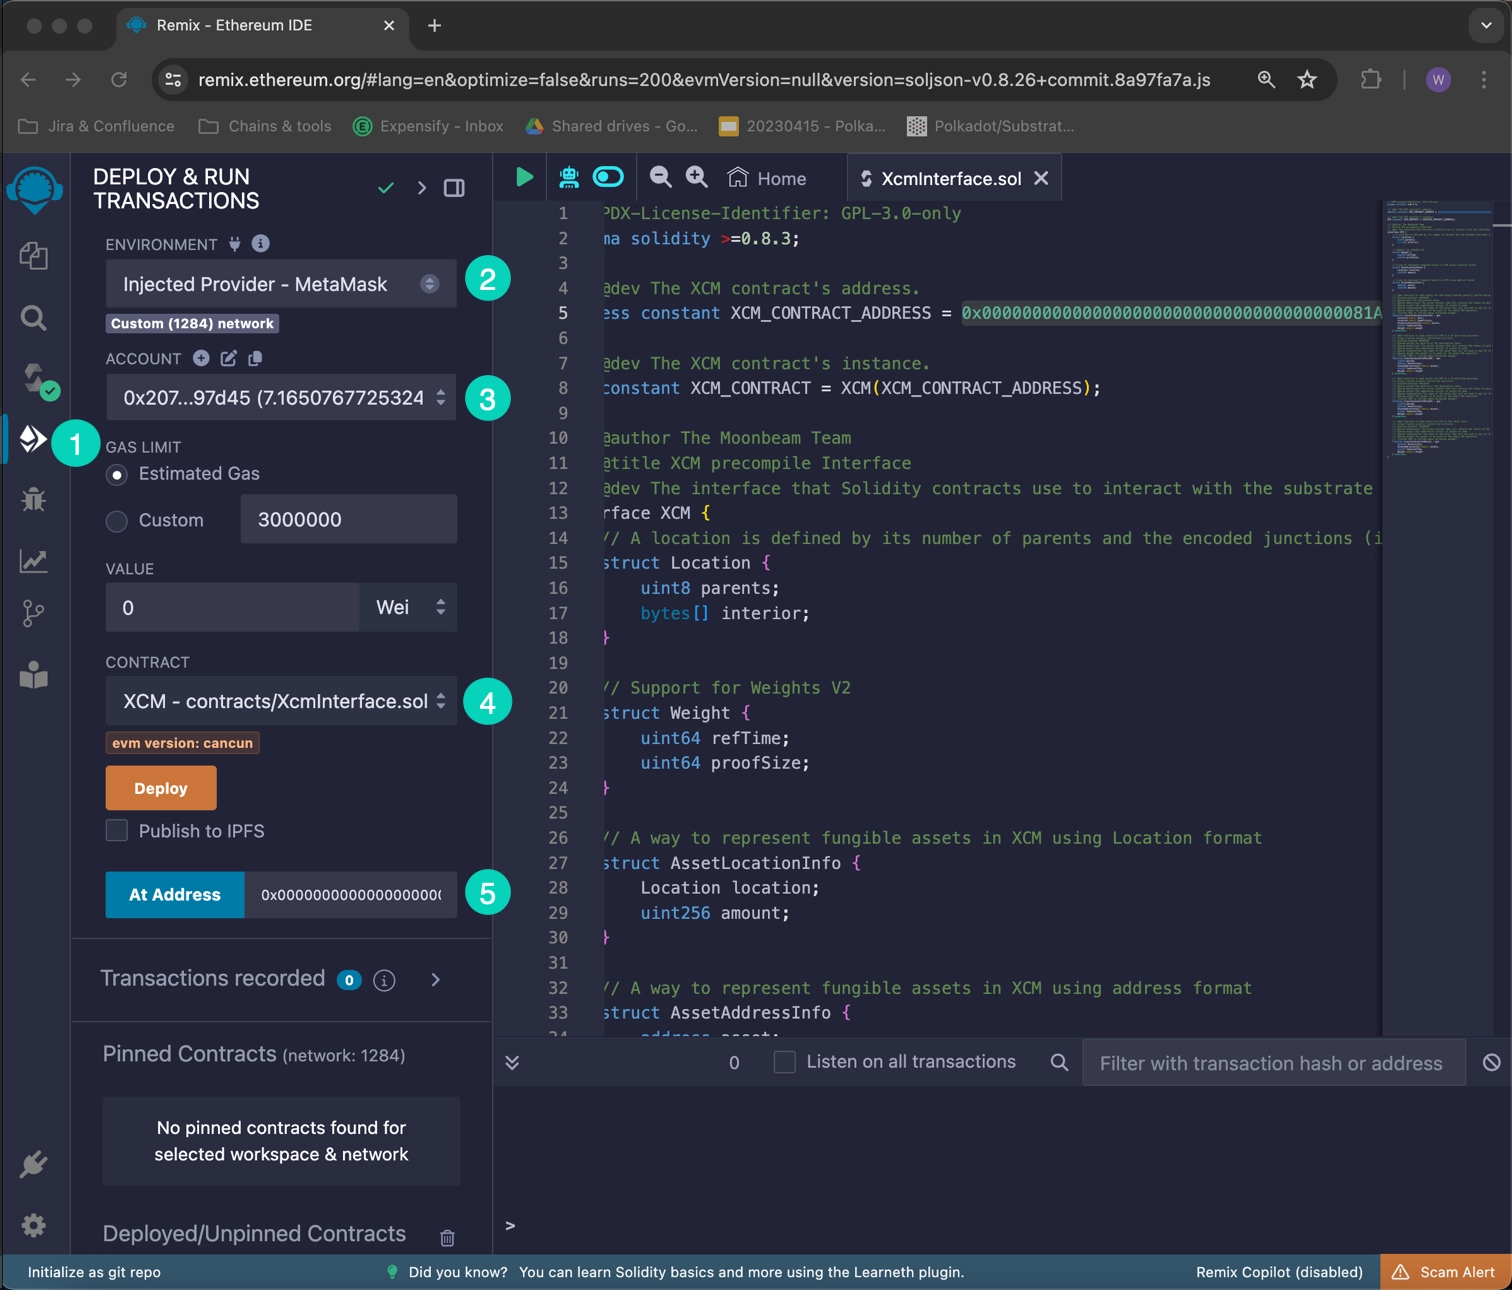 Remix - Ethereum IDE
remix.ethereum.org/#lang=en&optimize=false&runs=200&evmVersion=null&version=soljson-v0.8.26+commit.8a97fa7a.js
W
Jira & Confluence
Chains & tools
Expensify - Inbox
Shared drives - Go...
20230415 - Polka...
Polkadot/Substrat...
DEPLOY & RUN
TRANSACTIONS
ENVIRONMENT
Injected Provider - MetaMask
2
Custom (1284) network
ACCOUNT
0x207...97d45 (7.1650767725324
3
1
GAS LIMIT
Estimated Gas
Custom
3000000
VALUE
0
Wei
CONTRACT
XCM - contracts/XcmInterface.sol
4
evm version: cancun
Deploy
Publish to IPFS
At Address
5
Transactions recorded 0
Pinned Contracts (network: 1284)
No pinned contracts found for
selected workspace & network
Deployed/Unpinned Contracts
Home
XcmInterface.sol
1 PDX-License-Identifier: GPL-3.0-only
2 ma solidity >=0.8.3;
3
4 @dev The XCM contract's address.
5 ess constant XCM_CONTRACT_ADDRESS =
6
7 @dev The XCM contract's instance.
8 constant XCM_CONTRACT = XCM(XCM_CONTRACT_ADDRESS);
9
10 @author The Moonbeam Team
11 @title XCM precompile Interface
12 @dev The interface that Solidity contracts use to interact with the substrate
13 rface XCM {
14 // A location is defined by its number of parents and the encoded junctions (i
15 struct Location {
16 uint8 parents;
17 bytes[] interior;
18 }
19
20 // Support for Weights V2
21 struct Weight {
22 uint64 refTime;
23 uint64 proofSize;
24 }
25
26 // A way to represent fungible assets in XCM using Location format
27 struct AssetLocationInfo {
28 Location location;
29 uint256 amount;
30 }
31
32 // A way to represent fungible assets in XCM using address format
33 struct AssetAddressInfo {
0
Listen on all transactions
Filter with transaction hash or address
>
Initialize as git repo
Did you know? You can learn Solidity basics and more using the Learneth plugin.
Remix Copilot (disabled)
Scam Alert